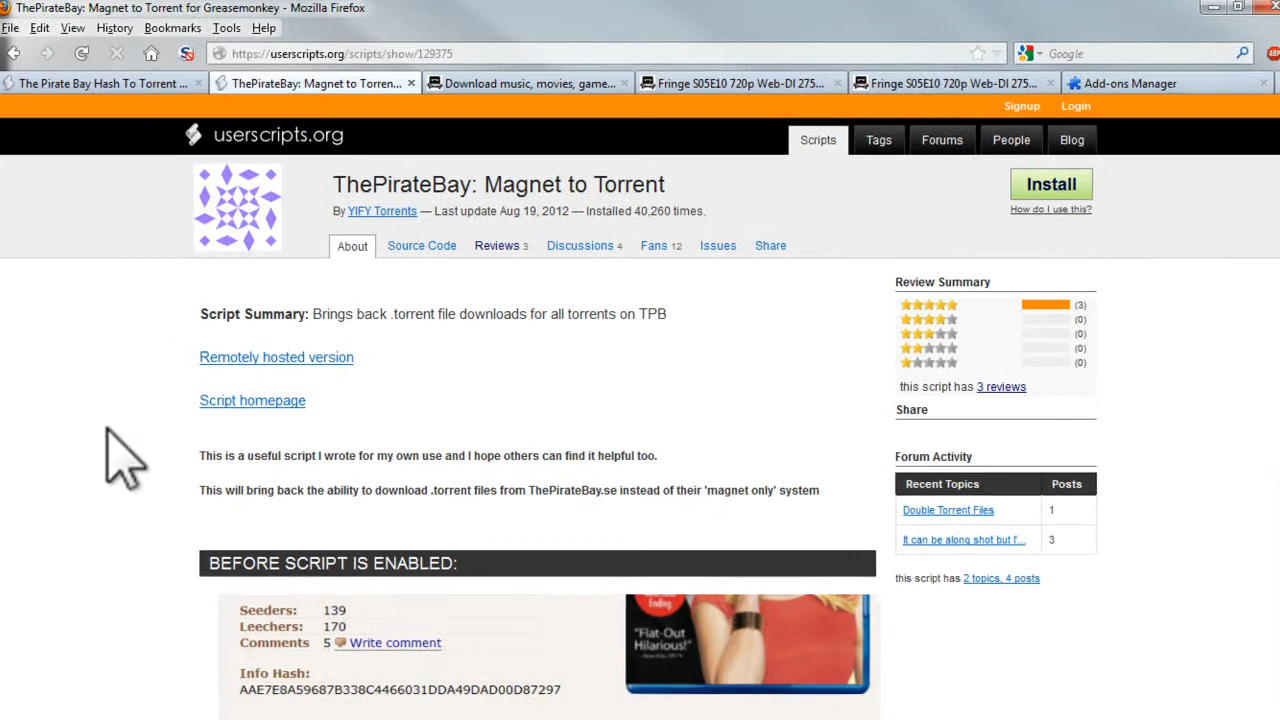 ThePirateBay: Magnet to Torrent for Greasemonkey - Mozilla Firefox
File Edit View History Bookmarks Tools Help
https://userscripts.org/scripts/show/129375
Google
The Pirate Bay Hash To Torrent ...
ThePirateBay: Magnet to Torren...
Download music, movies, game...
Fringe S05E10 720p Web-Dl 275...
Fringe S05E10 720p Web-Dl 275...
Add-ons Manager
Signup Login
userscripts.org
Scripts Tags Forums People Blog
ThePirateBay: Magnet to Torrent
Install
By YIFY Torrents — Last update Aug 19, 2012 — Installed 40,260 times.
How do I use this?
About Source Code Reviews 3 Discussions 4 Fans 12 Issues Share
Review Summary
(3)
(0)
(0)
(0)
(0)
this script has 3 reviews
Share
Script Summary: Brings back .torrent file downloads for all torrents on TPB
Remotely hosted version
Script homepage
This is a useful script I wrote for my own use and I hope others can find it helpful too.
This will bring back the ability to download .torrent files from ThePirateBay.se instead of their 'magnet only' system
Forum Activity
Recent Topics Posts
Double Torrent Files 1
It can be along shot but I'... 3
this script has 2 topics, 4 posts
BEFORE SCRIPT IS ENABLED:
Seeders: 139
Leechers: 170
Comments 5 Write comment
Info Hash:
AAE7E8A59687B338C4466031DDA49DAD00D87297
Ending
"Flat-Out
Hilarious!"